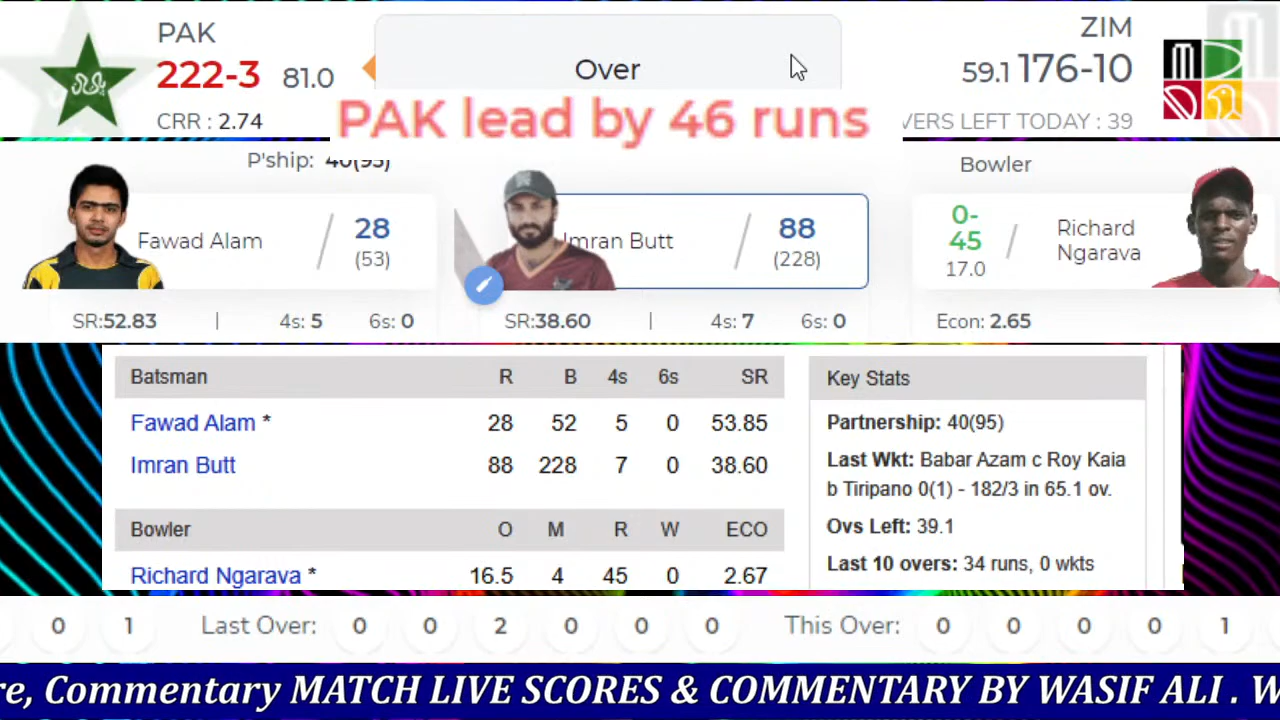 PAK
222-3 81.0
CRR : 2.74
Over
PAK lead by 46 runs
ZIM
59.1 176-10
VERS LEFT TODAY : 39
P'ship: 40(95)
Fawad Alam
28
(53)
SR:52.83 | 4s: 5 6s: 0
Imran Butt
88
(228)
SR:38.60 | 4s: 7 6s: 0
Bowler
0-
45
17.0
Richard
Ngarava
Econ: 2.65
Batsman R B 4s 6s SR
Fawad Alam * 28 52 5 0 53.85
Imran Butt 88 228 7 0 38.60
Bowler O M R W ECO
Richard Ngarava * 16.5 4 45 0 2.67
Key Stats
Partnership: 40(95)
Last Wkt: Babar Azam c Roy Kaia
b Tiripano 0(1) - 182/3 in 65.1 ov.
Ovs Left: 39.1
Last 10 overs: 34 runs, 0 wkts
0 1 Last Over: 0 0 2 0 0 0 This Over: 0 0 0 0 1
re, Commentary MATCH LIVE SCORES & COMMENTARY BY WASIF ALI . W